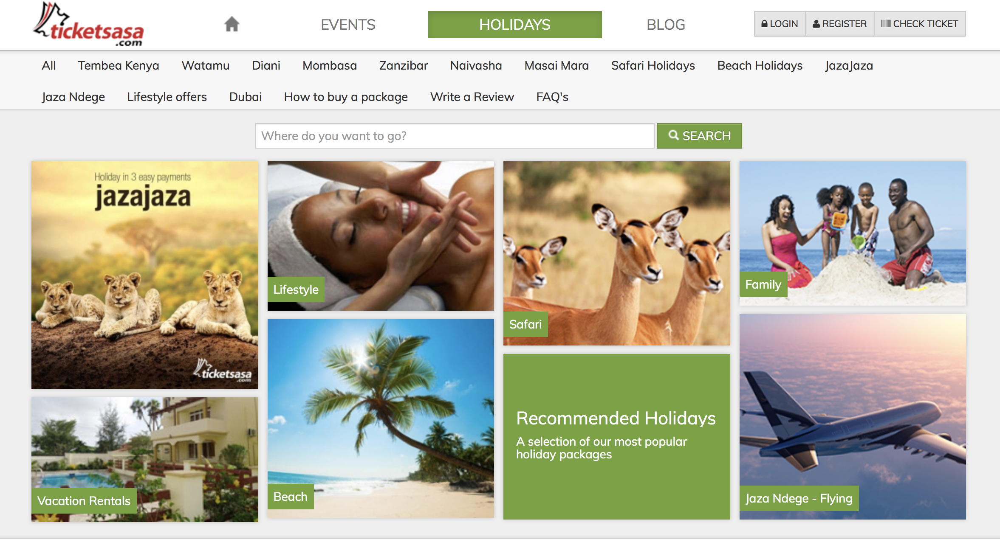 ticketsasa
.com
EVENTS
HOLIDAYS
BLOG
LOGIN
REGISTER
CHECK TICKET
All
Tembea Kenya
Watamu
Diani
Mombasa
Zanzibar
Naivasha
Masai Mara
Safari Holidays
Beach Holidays
JazaJaza
Jaza Ndege
Lifestyle offers
Dubai
How to buy a package
Write a Review
FAQ's
Where do you want to go?
SEARCH
Holiday in 3 easy payments
jazajaza
ticketsasa
.com
Vacation Rentals
Lifestyle
Beach
Safari
Recommended Holidays
A selection of our most popular
holiday packages
Family
Jaza Ndege - Flying